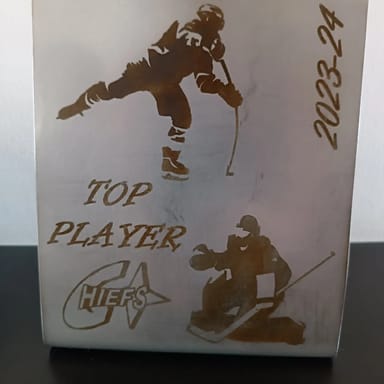 2023-24
TOP
PLAYER
CHIEFS